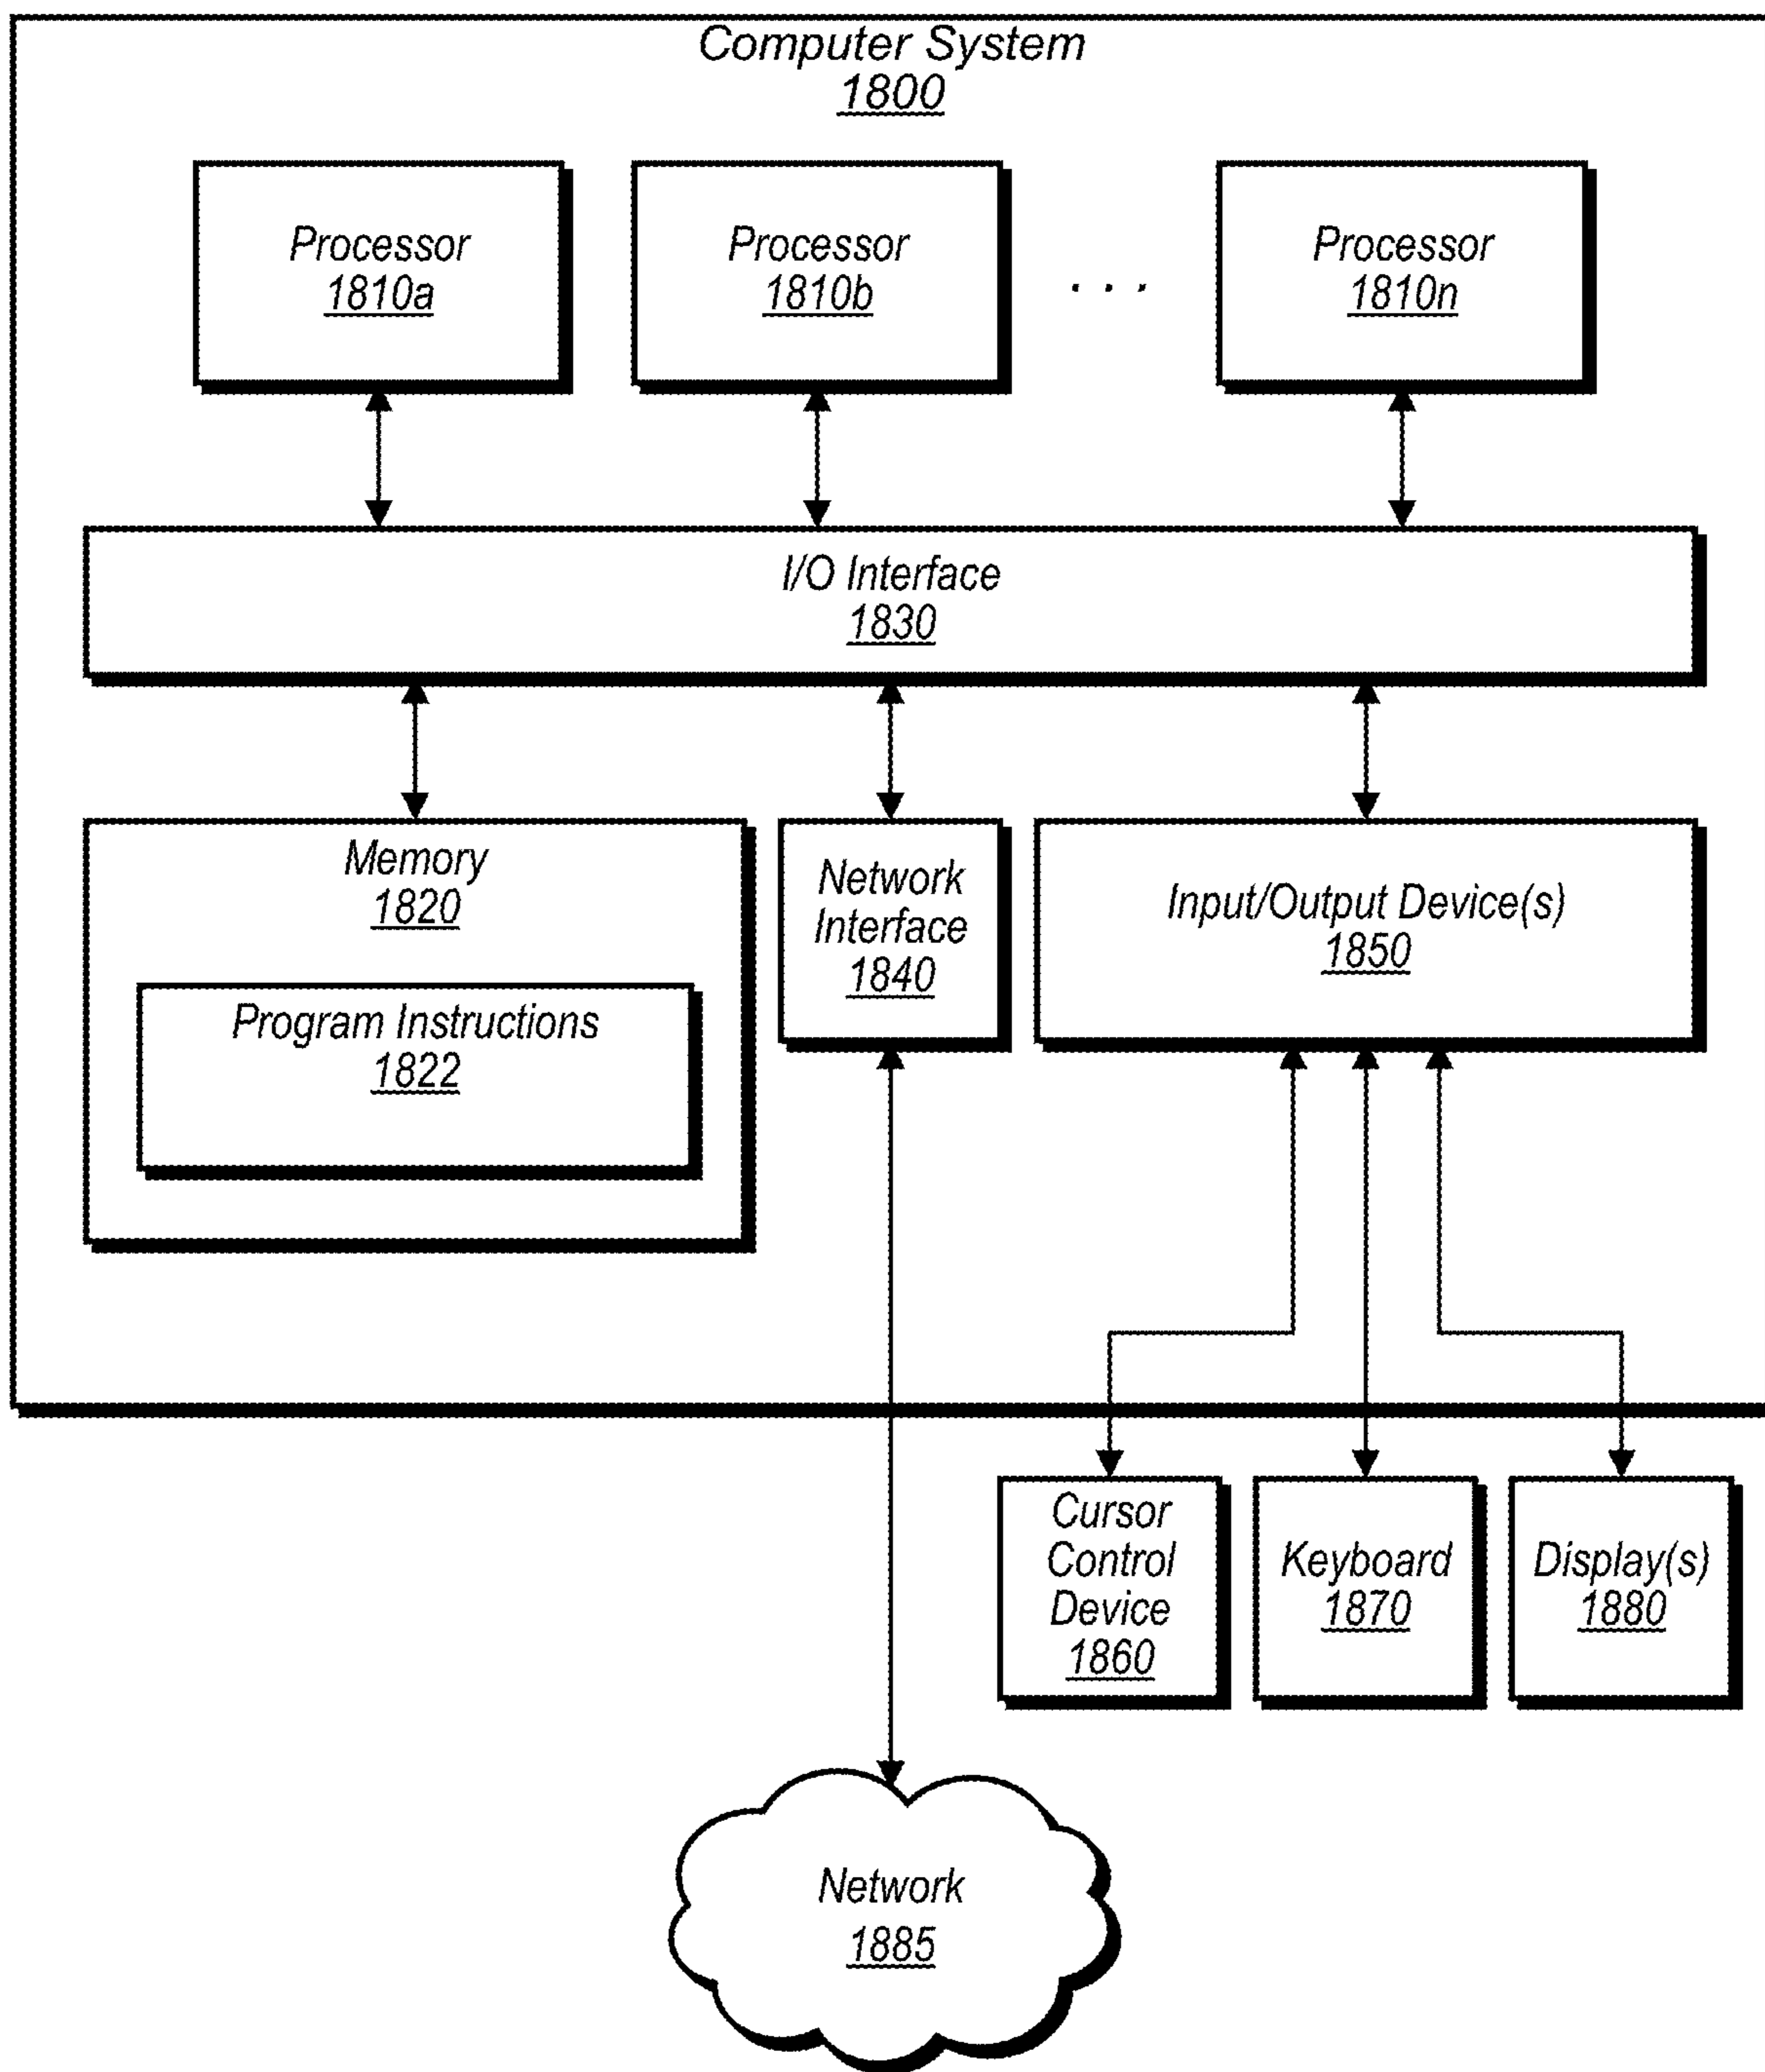 Computer System
1800
Processor
1810a
Processor
1810b
. . .
Processor
1810n
I/O Interface
1830
Memory
1820
Program Instructions
1822
Network
Interface
1840
Input/Output Device(s)
1850
Cursor
Control
Device
1860
Keyboard
1870
Display(s)
1880
Network
1885